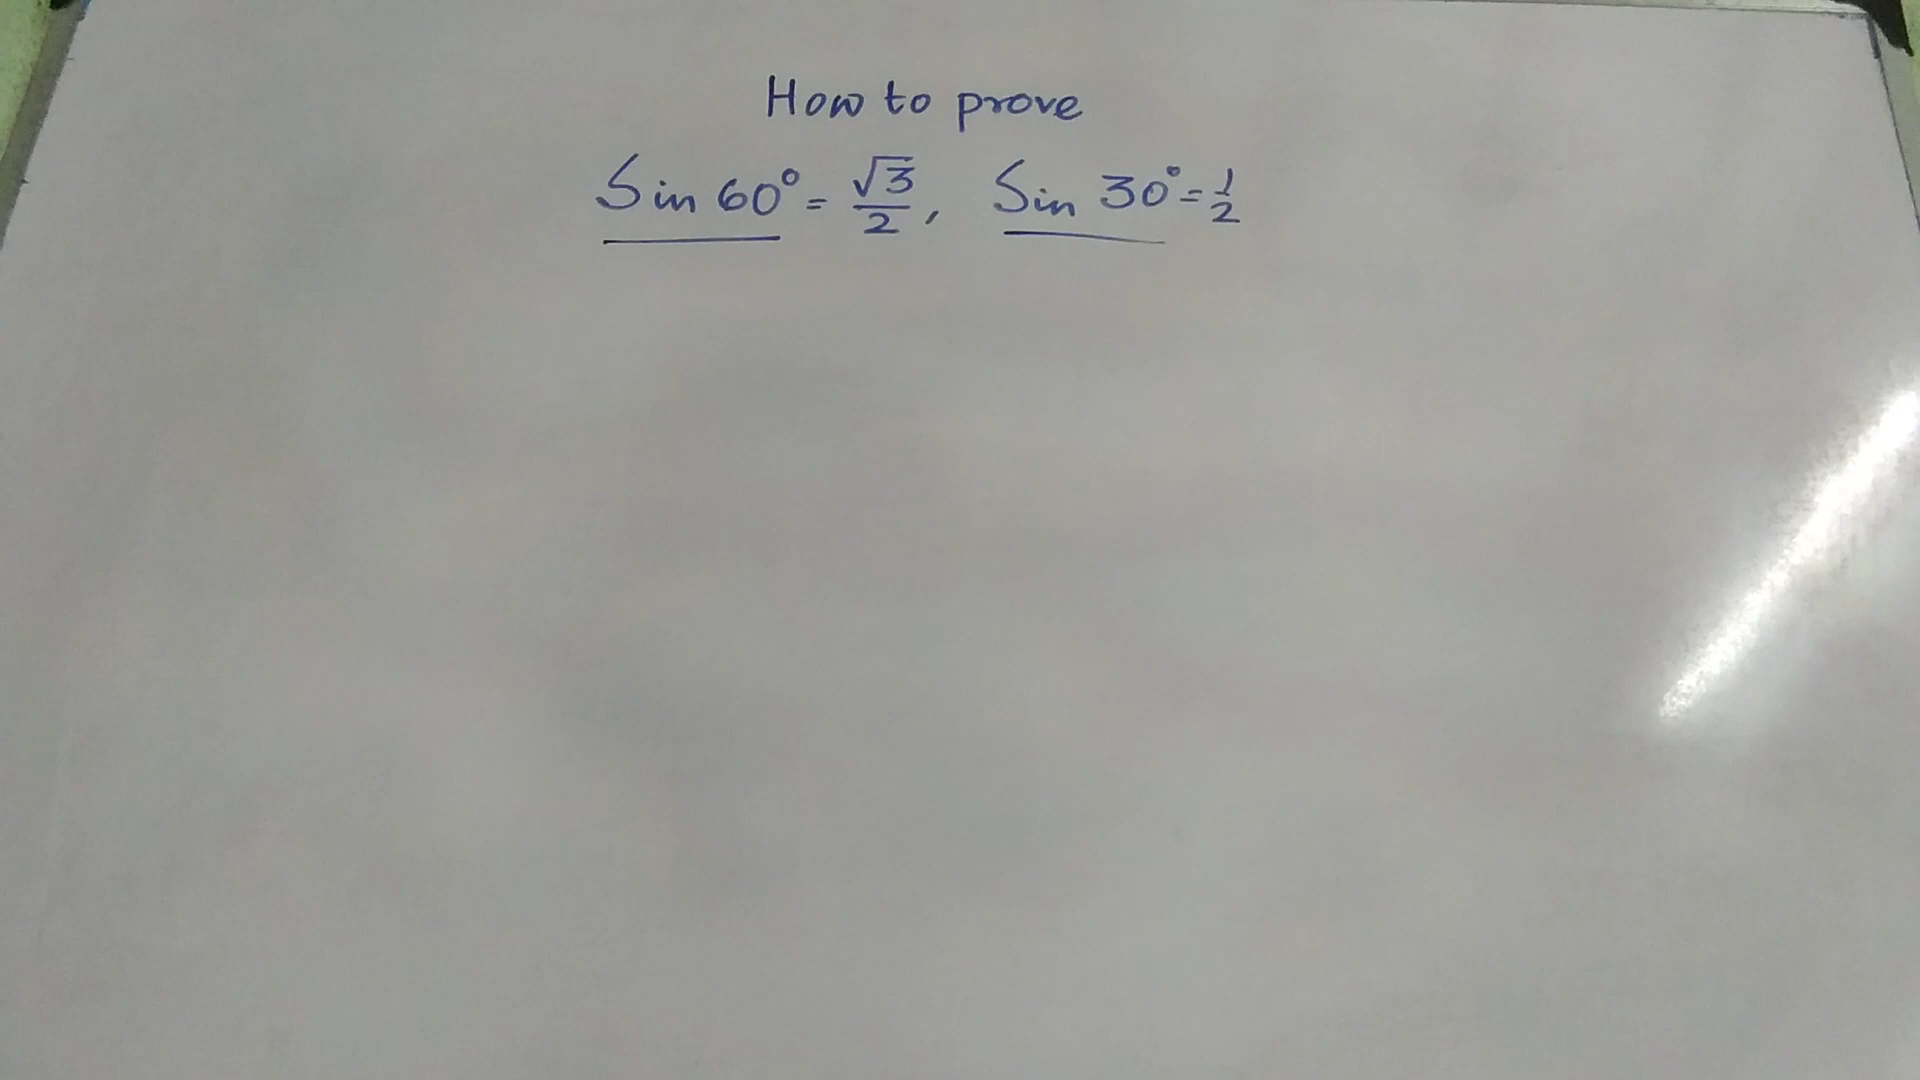 How to prove
Sin 60° = √3/2, Sin 30° = 1/2